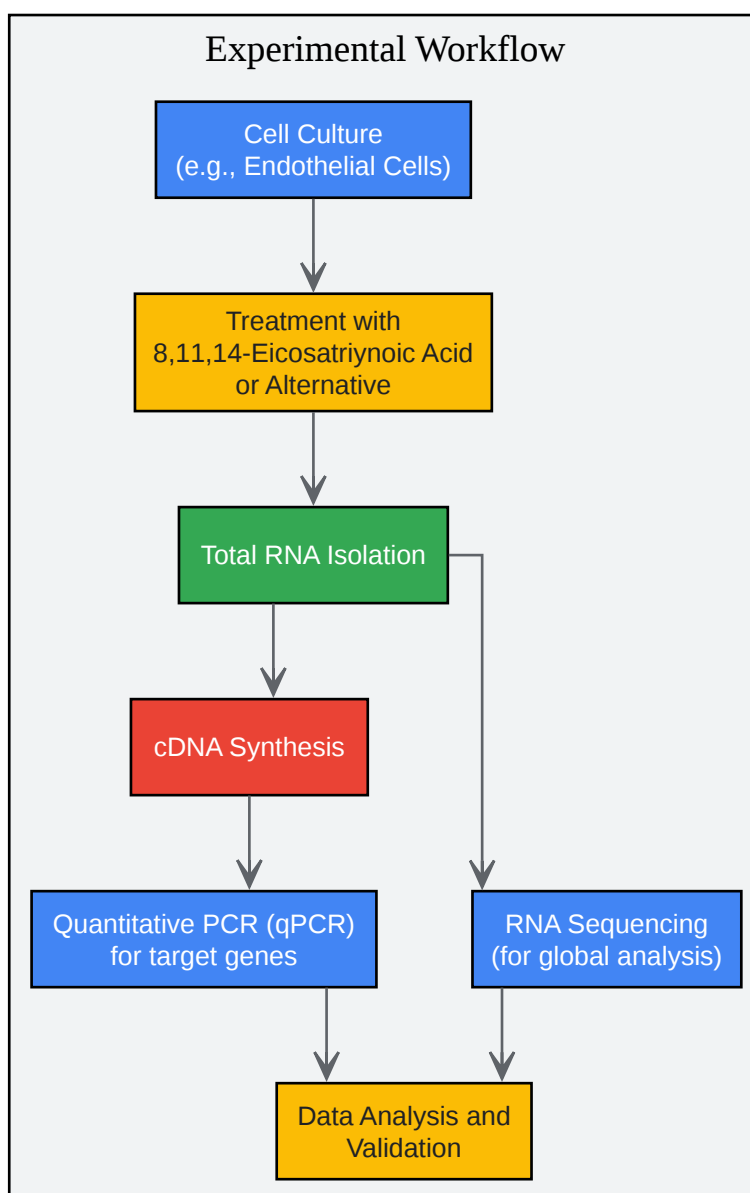 Experimental Workflow
Cell Culture
(e.g., Endothelial Cells)
Treatment with
8,11,14-Eicosatriynoic Acid
or Alternative
Total RNA Isolation
cDNA Synthesis
Quantitative PCR (qPCR)
for target genes
RNA Sequencing
(for global analysis)
Data Analysis and
Validation